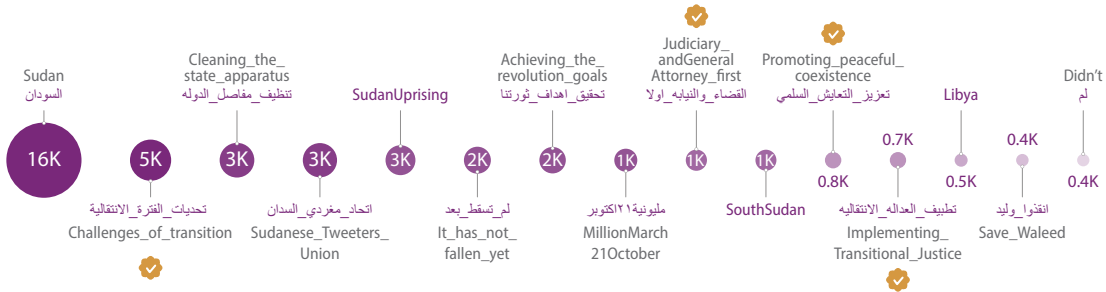 Sudan
السودان
16K
5K
تحديات_الفترة_الانتقالية
Challenges_of_transition
Cleaning_the_
state_apparatus
تنظيف_مفاصل_الدوله
3K
3K
اتحاد_مغردي_السدان
Sudanese_Tweeters_
Union
SudanUprising
3K
2K
لم_تسقط_بعد
It_has_not_
fallen_yet
Achieving_the_
revolution_goals
تحقيق_اهداف_ثورتنا
2K
1K
مليونية٢١اكتوبر
MillionMarch
21October
Judiciary_
andGeneral
Attorney_first
القضاء_والنيابه_اولا
1K
1K
SouthSudan
Promoting_peaceful_
coexistence
تعزيز_التعايش_السلمي
0.8K
0.7K
تطبيف_العداله_الانتقاليه
Implementing_
Transitional_Justice
Libya
0.5K
0.4K
انقذوا_وليد
Save_Waleed
Didn't
لم
0.4K